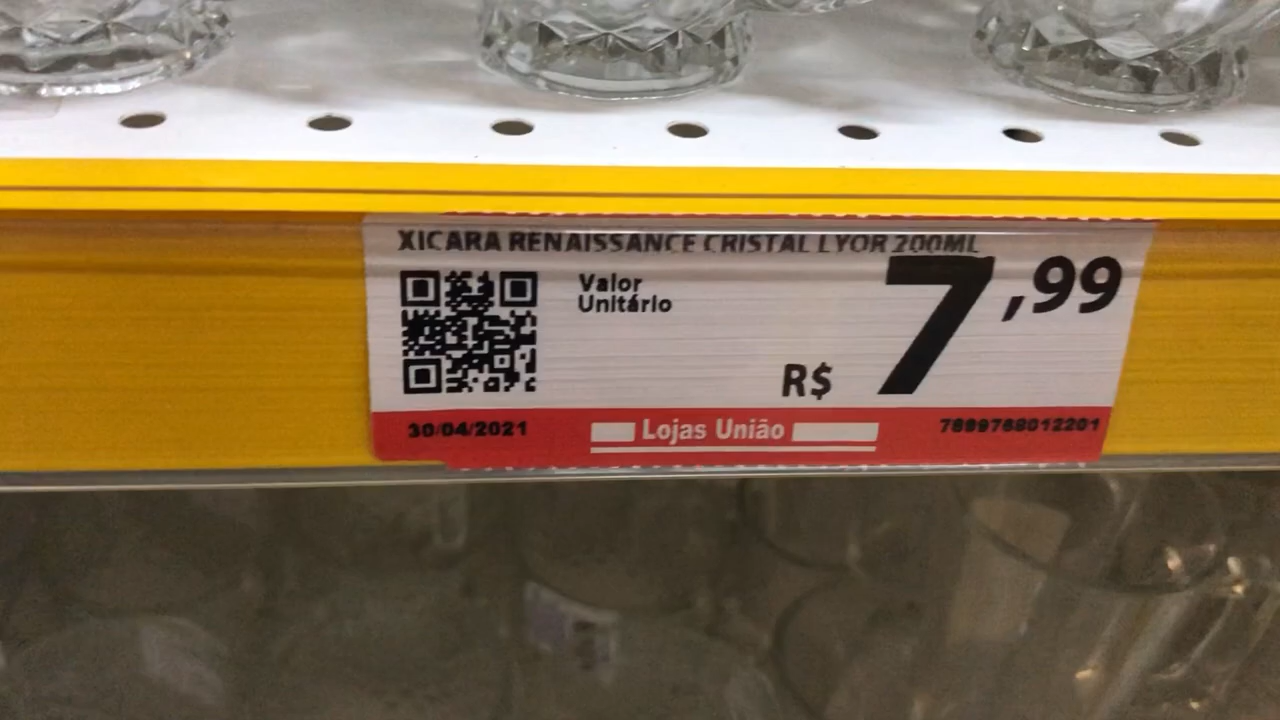 XICARA RENAISSANCE CRISTAL LYOR 200ML
Valor
Unitário
R$ 7,99
30/04/2021
Lojas União
7899768012201